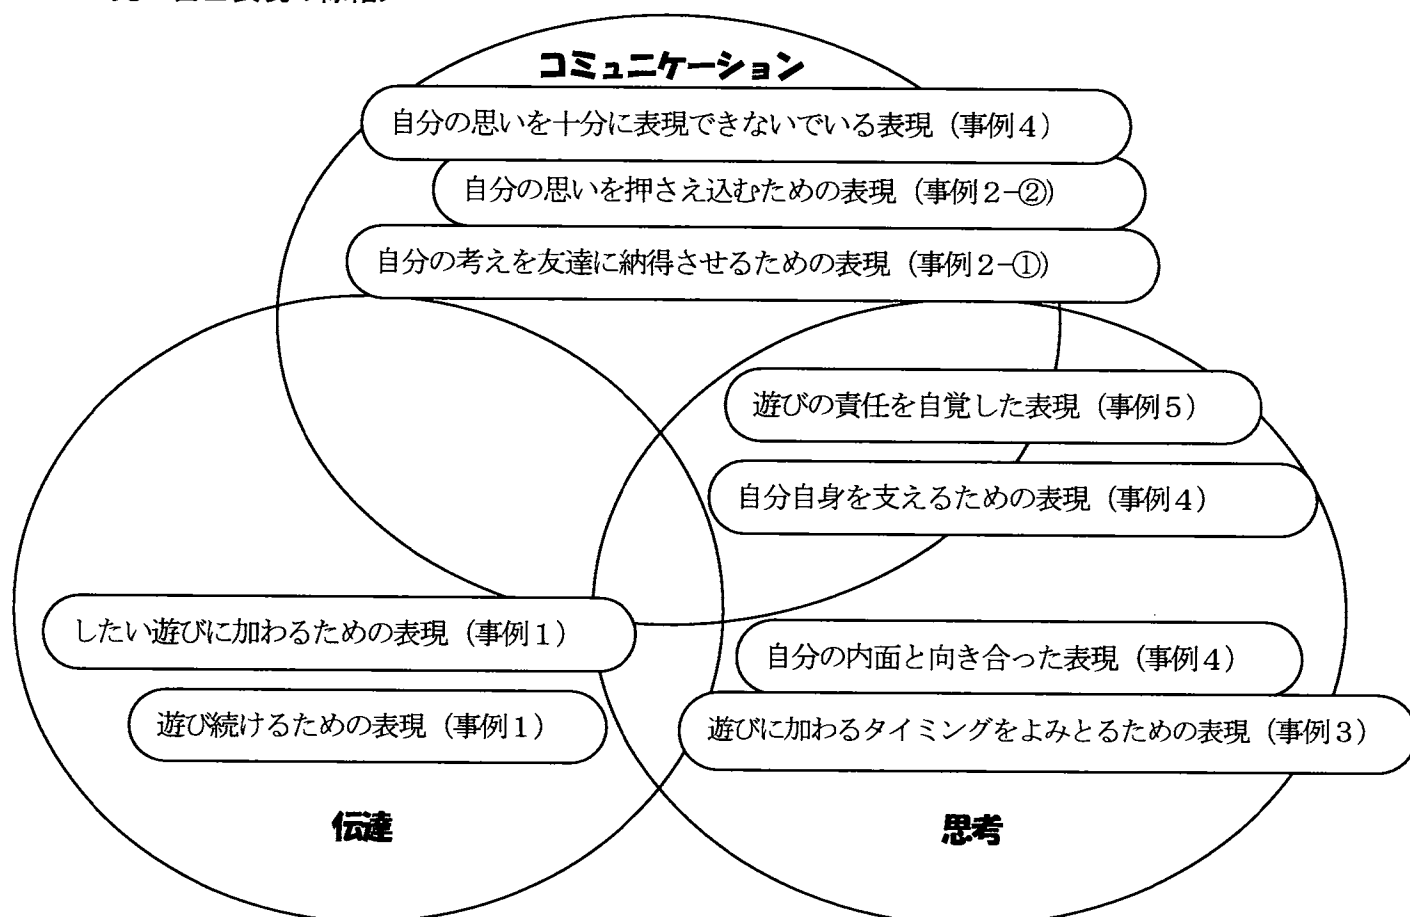 コミュニケーション
自分の思いを十分に表現できないでいる表現（事例４）
自分の思いを押さえ込むための表現（事例２-②）
自分の考えを友達に納得させるための表現（事例２-①）
遊びの責任を自覚した表現（事例５）
自分自身を支えるための表現（事例４）
したい遊びに加わるための表現（事例１）
自分の内面と向き合った表現（事例４）
遊び続けるための表現（事例１）
遊びに加わるタイミングをよみとるための表現（事例３）
伝達
思考